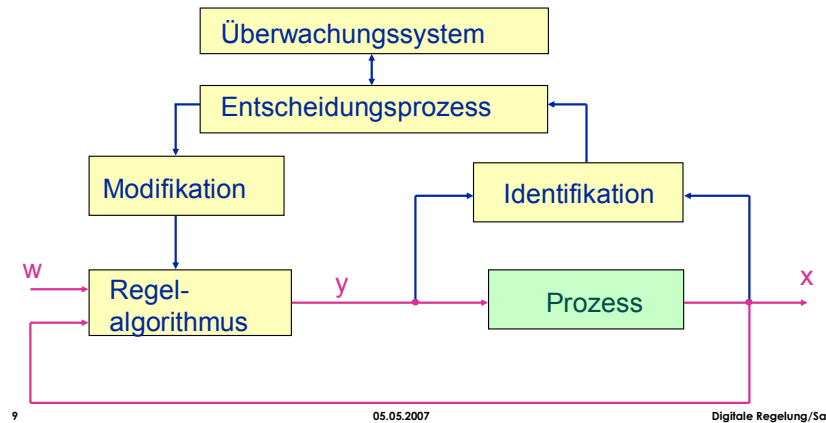 Überwachungssystem
Entscheidungsprozess
Modifikation
Identifikation
w
Regel-
algorithmus
y
Prozess
x
9
05.05.2007
Digitale Regelung/Sa